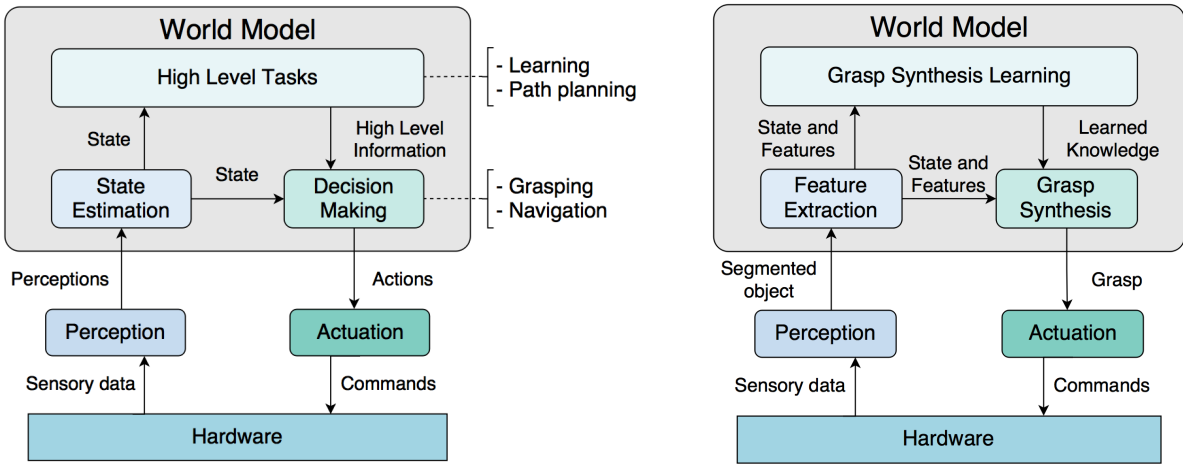 World Model
High Level Tasks
- Learning
- Path planning
State
High Level
Information
State
State
Estimation
Decision
Making
- Grasping
- Navigation
Perceptions
Actions
Perception
Actuation
Sensory data
Commands
Hardware
World Model
Grasp Synthesis Learning
State and
Features
Learned
Knowledge
State and
Features
Feature
Extraction
Grasp
Synthesis
Segmented
object
Grasp
Perception
Actuation
Sensory data
Commands
Hardware